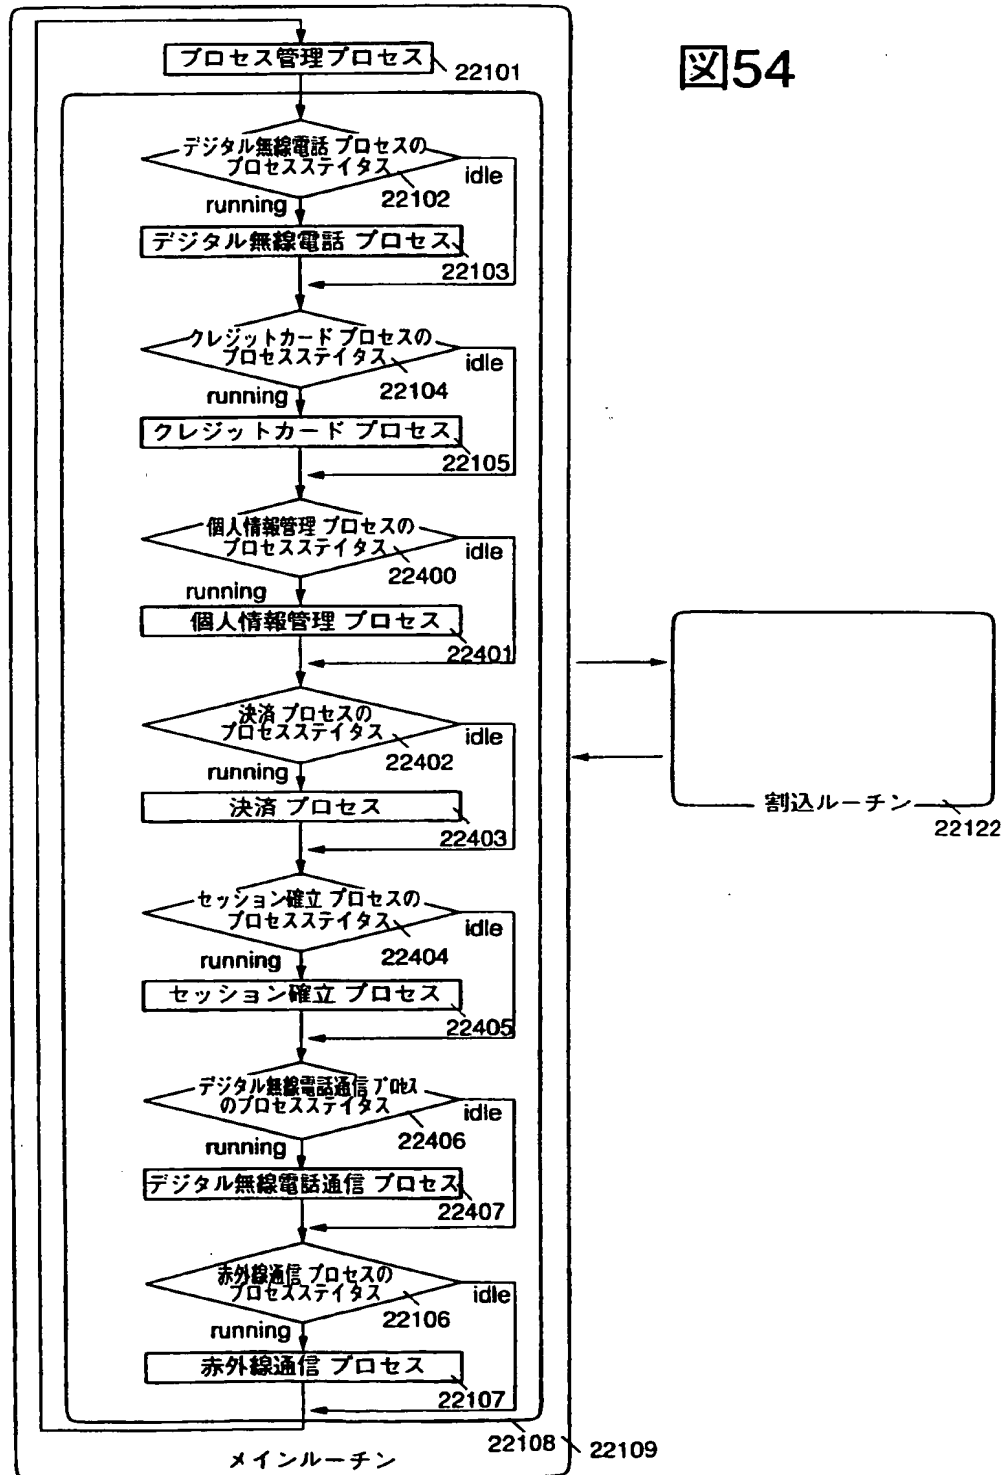 図54
プロセス管理プロセス
22101
デジタル無線電話 プロセスの
プロセスステイタス
22102
idle
running
デジタル無線電話 プロセス
22103
クレジットカード プロセスの
プロセスステイタス
22104
idle
running
クレジットカード プロセス
22105
個人情報管理 プロセスの
プロセスステイタス
22400
idle
running
個人情報管理 プロセス
22401
決済 プロセスの
プロセスステイタス
22402
idle
running
決済 プロセス
22403
セッション確立 プロセスの
プロセスステイタス
22404
idle
running
セッション確立 プロセス
22405
デジタル無線電話通信 プロセス
のプロセスステイタス
22406
idle
running
デジタル無線電話通信 プロセス
22407
赤外線通信 プロセスの
プロセスステイタス
22106
idle
running
赤外線通信 プロセス
22107
22108
22109
メインルーチン
割込ルーチン
22122